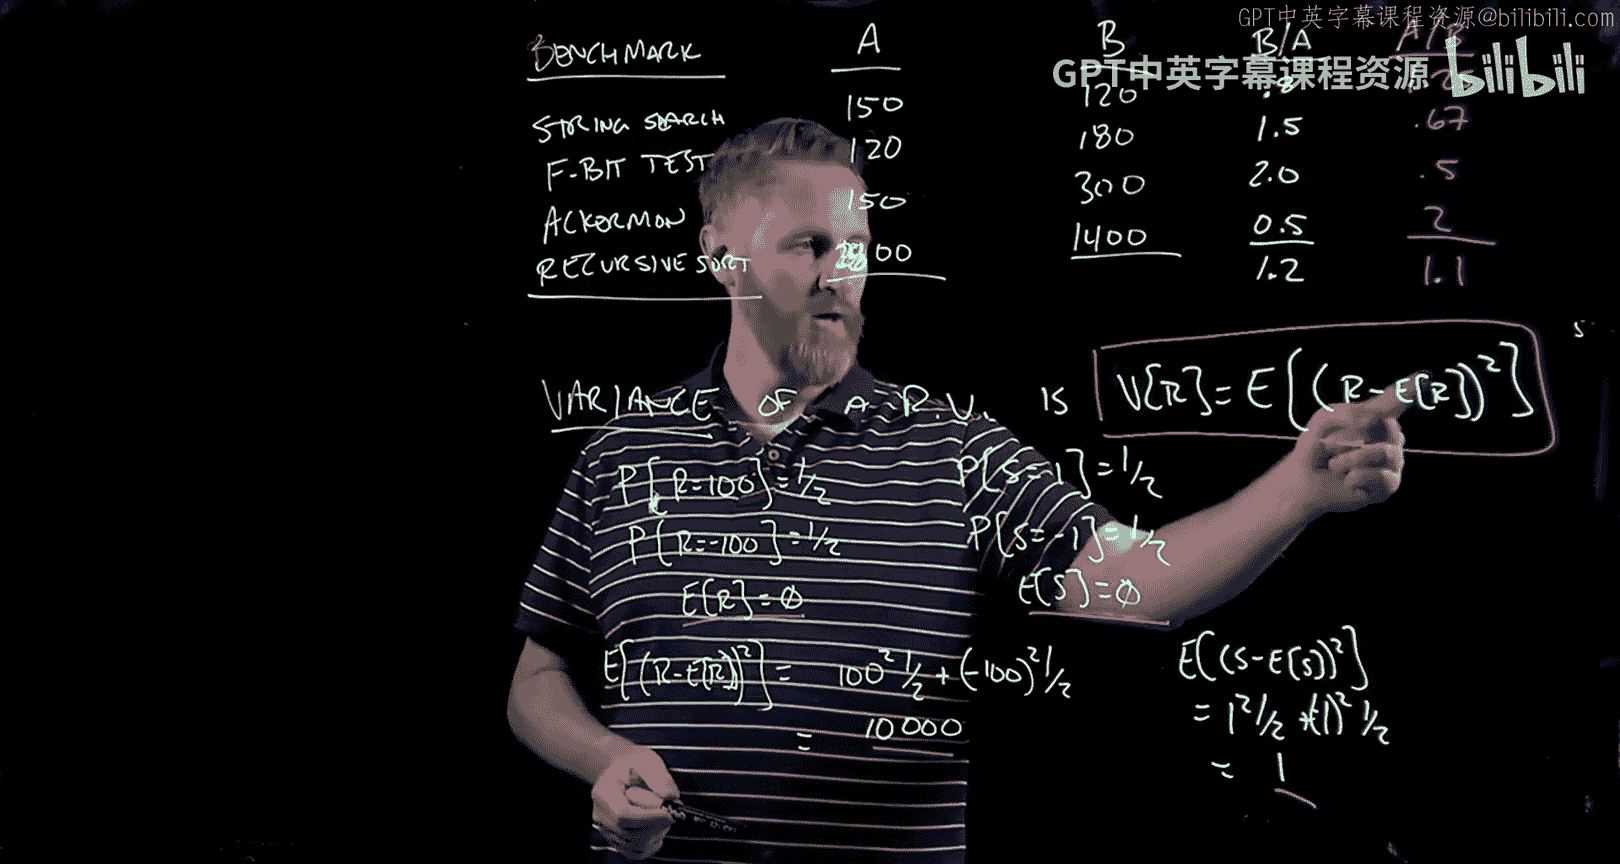 GPT中英字幕课程资源@bilibili.com
GPT中英字幕课程资源 bilibili
BENCHMARK A B B/A A/B
STRING SEARCH 150 120 .8
F-BIT TEST 120 180 1.5 .67
ACKERMON 150 300 2.0 .5
RECURSIVE SORT 1400 0.5 2
1.2 1.1
VARIANCE OF A R.V. IS V[R] = E[(R-E[R])²]
P[R=100] = 1/2 P[S=1] = 1/2
P[R=-100] = 1/2 P[S=-1] = 1/2
E[R] = 0 E[S] = 0
E[(R-E[R])²] = 100² 1/2 + (-100)² 1/2
= 10000
E[(S-E[S])²]
= 1² 1/2 + (-1)² 1/2
= 1